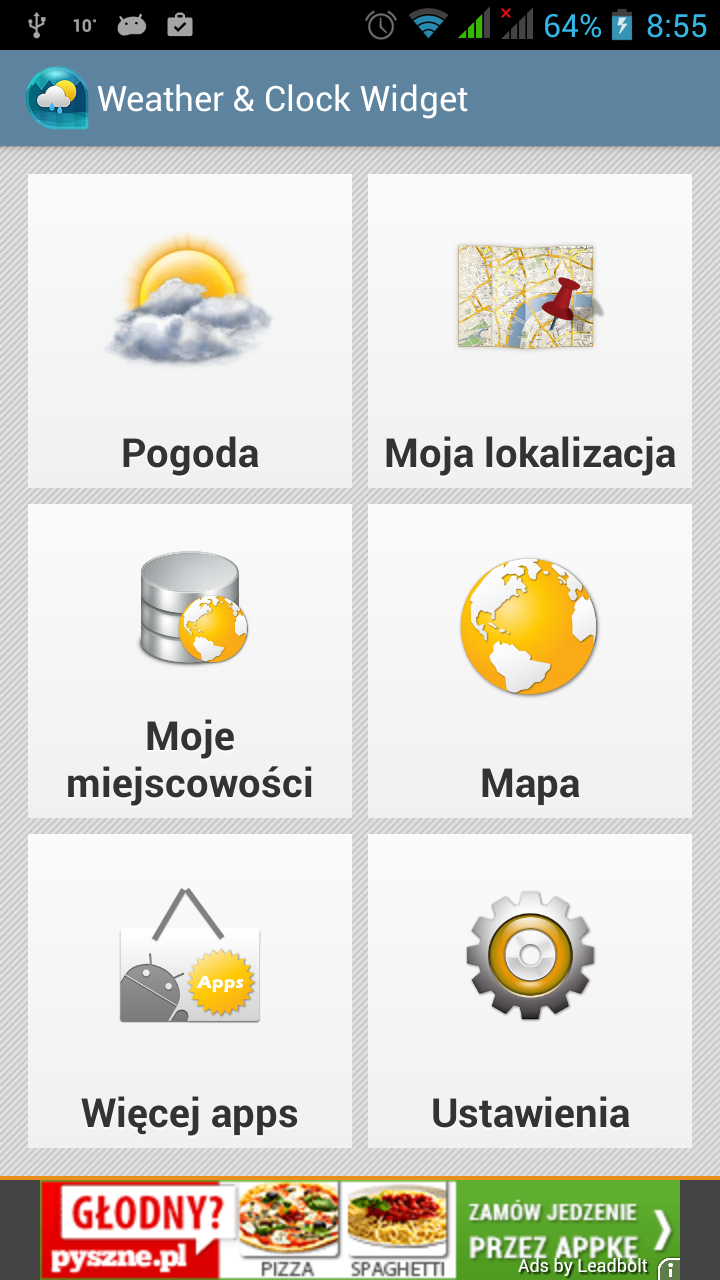 10°
64% 8:55
Weather & Clock Widget
Pogoda
Moja lokalizacja
Moje
miejscowości
Mapa
Apps
Więcej apps
Ustawienia
GŁODNY?
pyszne.pl
PIZZA
SPAGHETTI
ZAMÓW JEDZENIE
PRZEZ APPKE
Ads by Leadbolt